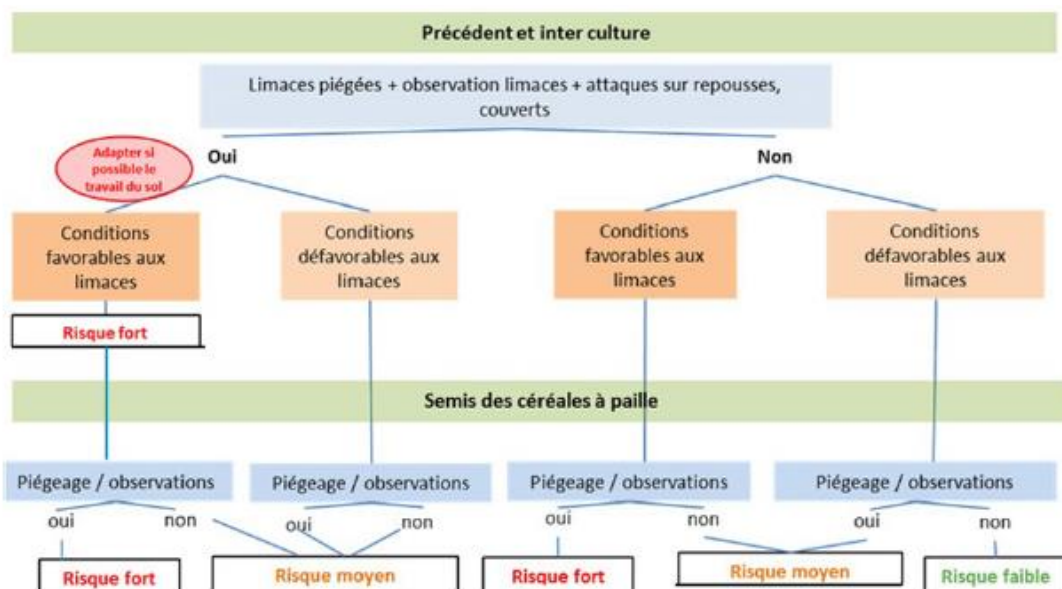 Précédent et inter culture
Limaces piégées + observation limaces + attaques sur repousses,
couverts
Adapter si
possible le
travail du sol
Oui
Non
Conditions
favorables aux
limaces
Conditions
défavorables aux
limaces
Conditions
favorables aux
limaces
Conditions
défavorables aux
limaces
Risque fort
Semis des céréales à paille
Piégeage / observations
Piégeage / observations
Piégeage / observations
Piégeage / observations
oui
non
oui
non
oui
non
oui
non
Risque fort
Risque moyen
Risque fort
Risque moyen
Risque faible